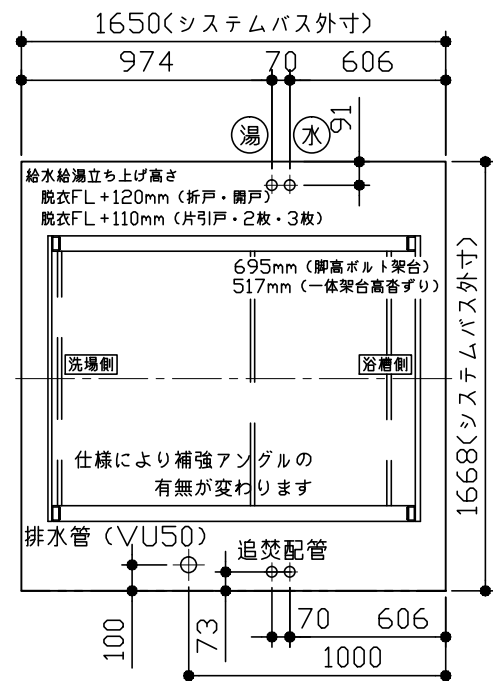 1650(システムバス外寸)
974
70
606
91
湯
水
給水給湯立ち上げ高さ
脱衣FL+120mm(折戸・開戸)
脱衣FL+110mm(片引戸・2枚・3枚)
695mm(脚高ボルト架台)
517mm(一体架台高沓ずり)
洗場側
浴槽側
1668(システムバス外寸)
仕様により補強アングルの
有無が変わります
排水管(VU50)
追焚配管
100
73
70
606
1000